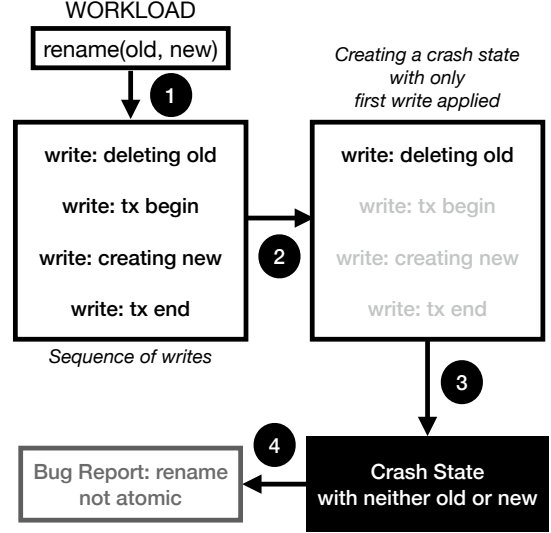 WORKLOAD
rename(old, new)
1
write: deleting old
write: tx begin
write: creating new
write: tx end
Sequence of writes
2
Creating a crash state
with only
first write applied
write: deleting old
write: tx begin
write: creating new
write: tx end
3
Crash State
with neither old or new
4
Bug Report: rename
not atomic